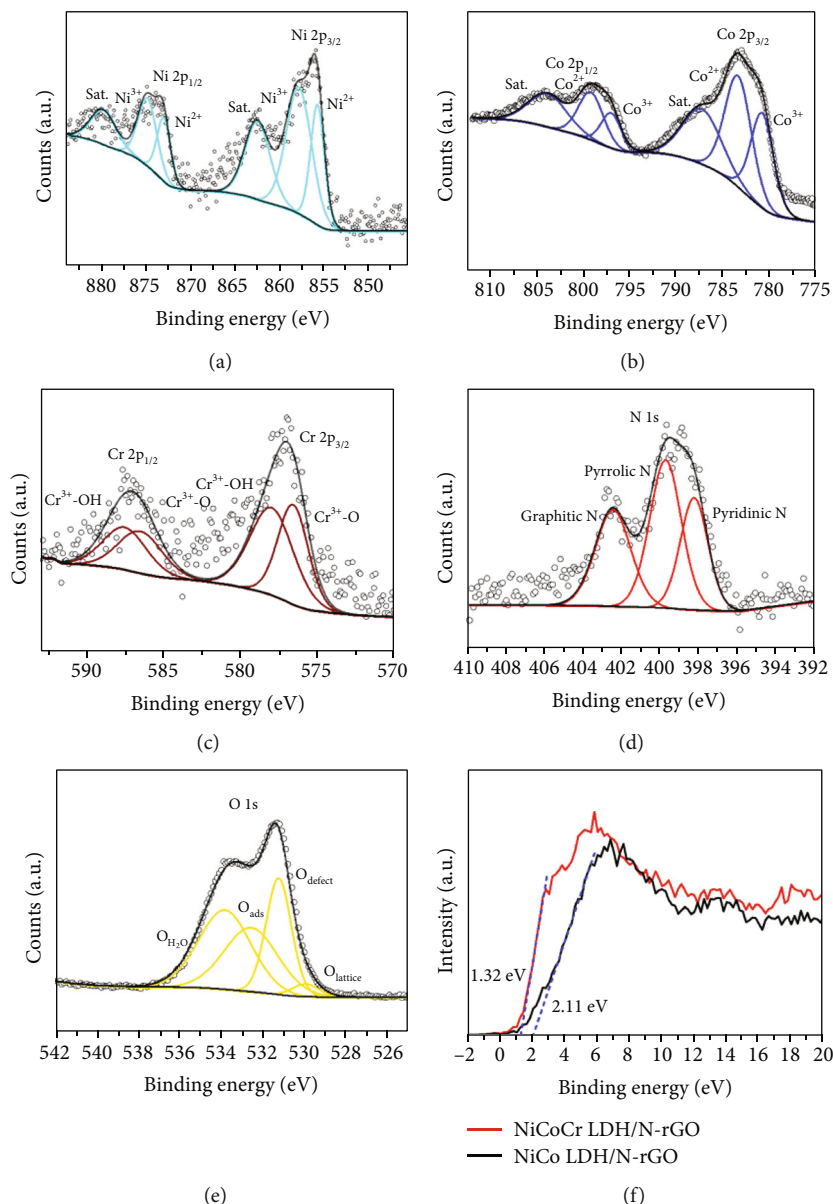 Ni 2p3/2
Ni 2p1/2
Ni3+
Ni3+
Sat.
Sat.
Ni2+
Ni2+
Counts (a.u.)
880 875 870 865 860 855 850
Binding energy (eV)
(a)
Co 2p3/2
Co 2p1/2
Co2+
Sat.
Co2+
Sat.
Co3+
Co3+
Counts (a.u.)
810 805 800 795 790 785 780 775
Binding energy (eV)
(b)
Cr 2p3/2
Cr 2p1/2
Cr3+-OH
Cr3+-OH
Cr3+-O
Cr3+-O
Counts (a.u.)
590 585 580 575 570
Binding energy (eV)
(c)
N 1s
Pyrrolic N
Graphitic N
Pyridinic N
Counts (a.u.)
410 408 406 404 402 400 398 396 394 392
Binding energy (eV)
(d)
O 1s
Odefect
Oads
OH2O
Olattice
Counts (a.u.)
542 540 536 534 532 530 528 526
Binding energy (eV)
(e)
1.32 eV
2.11 eV
Intensity (a.u.)
−2 0 2 4 6 8 10 12 14 16 18 20
Binding energy (eV)
NiCoCr LDH/N-rGO
NiCo LDH/N-rGO
(f)